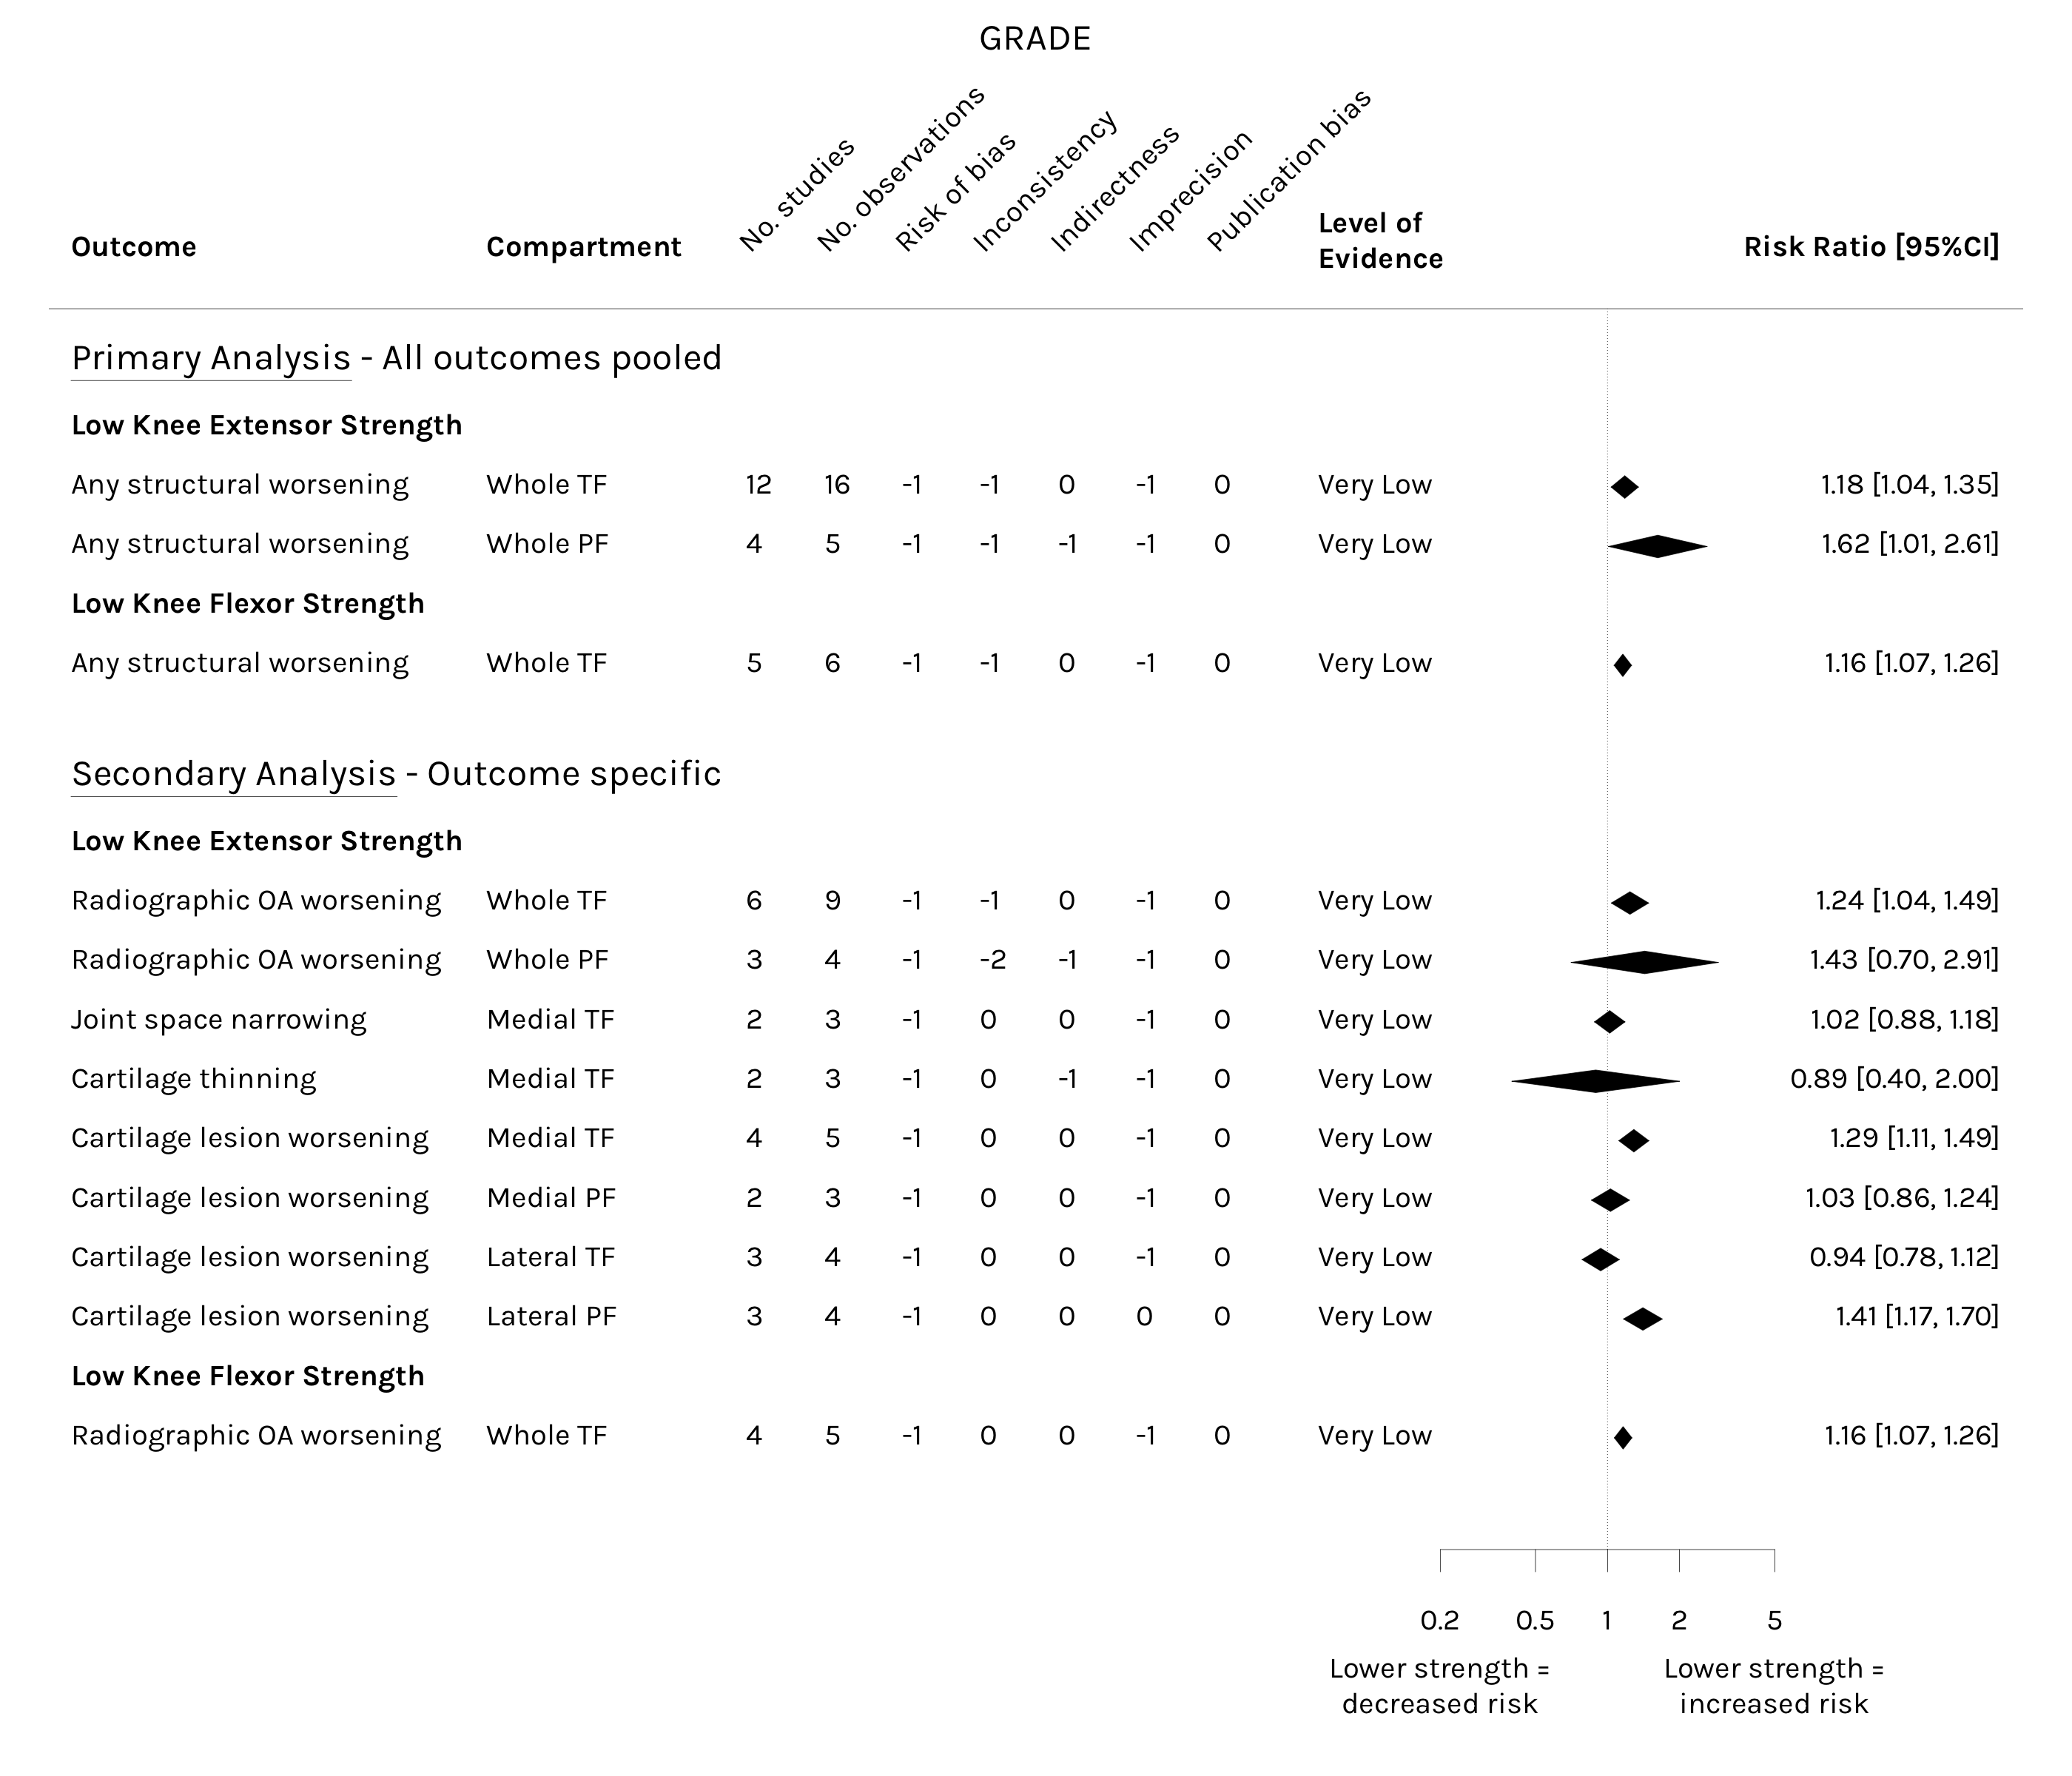 GRADE
Outcome Compartment No. studies No. observations Risk of bias Inconsistency Indirectness Imprecision Publication bias Level of Evidence Risk Ratio [95%CI]
Primary Analysis - All outcomes pooled
Low Knee Extensor Strength
Any structural worsening Whole TF 12 16 -1 -1 0 -1 0 Very Low 1.18 [1.04, 1.35]
Any structural worsening Whole PF 4 5 -1 -1 -1 -1 0 Very Low 1.62 [1.01, 2.61]
Low Knee Flexor Strength
Any structural worsening Whole TF 5 6 -1 -1 0 -1 0 Very Low 1.16 [1.07, 1.26]
Secondary Analysis - Outcome specific
Low Knee Extensor Strength
Radiographic OA worsening Whole TF 6 9 -1 -1 0 -1 0 Very Low 1.24 [1.04, 1.49]
Radiographic OA worsening Whole PF 3 4 -1 -2 -1 -1 0 Very Low 1.43 [0.70, 2.91]
Joint space narrowing Medial TF 2 3 -1 0 0 -1 0 Very Low 1.02 [0.88, 1.18]
Cartilage thinning Medial TF 2 3 -1 0 -1 -1 0 Very Low 0.89 [0.40, 2.00]
Cartilage lesion worsening Medial TF 4 5 -1 0 0 -1 0 Very Low 1.29 [1.11, 1.49]
Cartilage lesion worsening Medial PF 2 3 -1 0 0 -1 0 Very Low 1.03 [0.86, 1.24]
Cartilage lesion worsening Lateral TF 3 4 -1 0 0 -1 0 Very Low 0.94 [0.78, 1.12]
Cartilage lesion worsening Lateral PF 3 4 -1 0 0 0 0 Very Low 1.41 [1.17, 1.70]
Low Knee Flexor Strength
Radiographic OA worsening Whole TF 4 5 -1 0 0 -1 0 Very Low 1.16 [1.07, 1.26]
0.2 0.5 1 2 5
Lower strength = Lower strength =
decreased risk increased risk